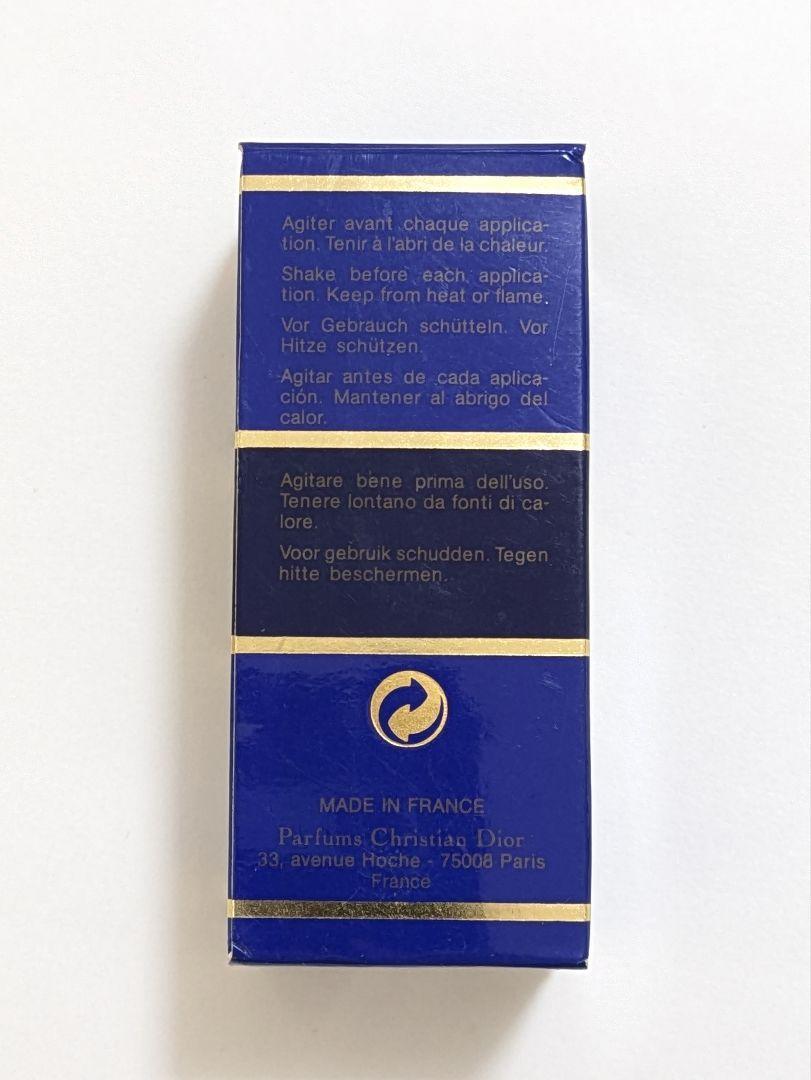 Agiter avant chaque applica-
tion. Tenir à l'abri de la chaleur.
Shake before each applica-
tion. Keep from heat or flame.
Vor Gebrauch schütteln. Vor
Hitze schützen.
Agitar antes de cada aplica-
ción. Mantener al abrigo del
calor.
Agitare bene prima dell'uso.
Tenere lontano da fonti di ca-
lore.
Voor gebruik schudden. Tegen
hitte beschermen.
MADE IN FRANCE
Parfums Christian Dior
33, avenue Hoche - 75008 Paris
France